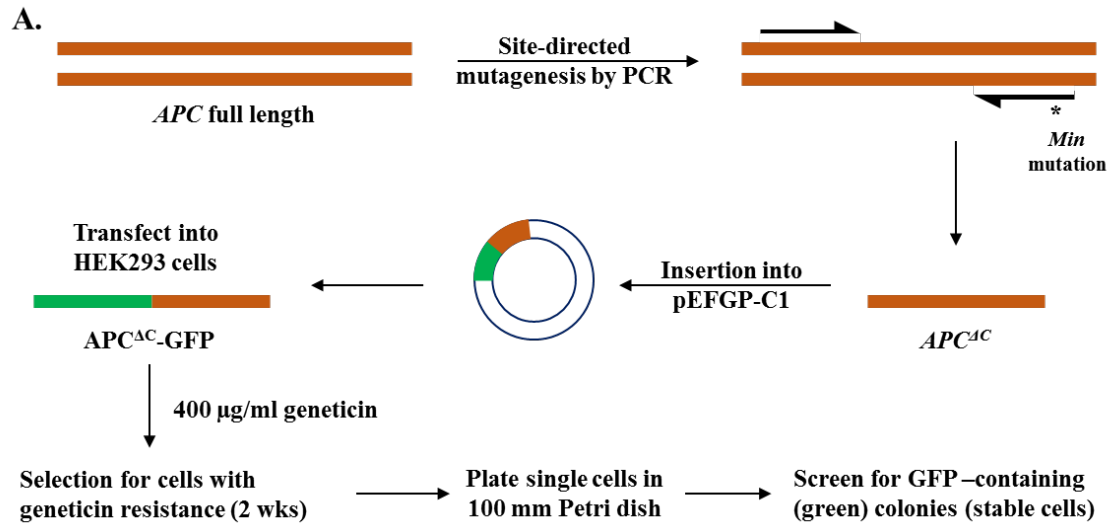 A.
APC full length
Site-directed
mutagenesis by PCR
*
Min
mutation
Transfect into
HEK293 cells
APCΔC-GFP
Insertion into
pEFGP-C1
APCΔC
400 µg/ml geneticin
Selection for cells with
geneticin resistance (2 wks)
Plate single cells in
100 mm Petri dish
Screen for GFP –containing
(green) colonies (stable cells)